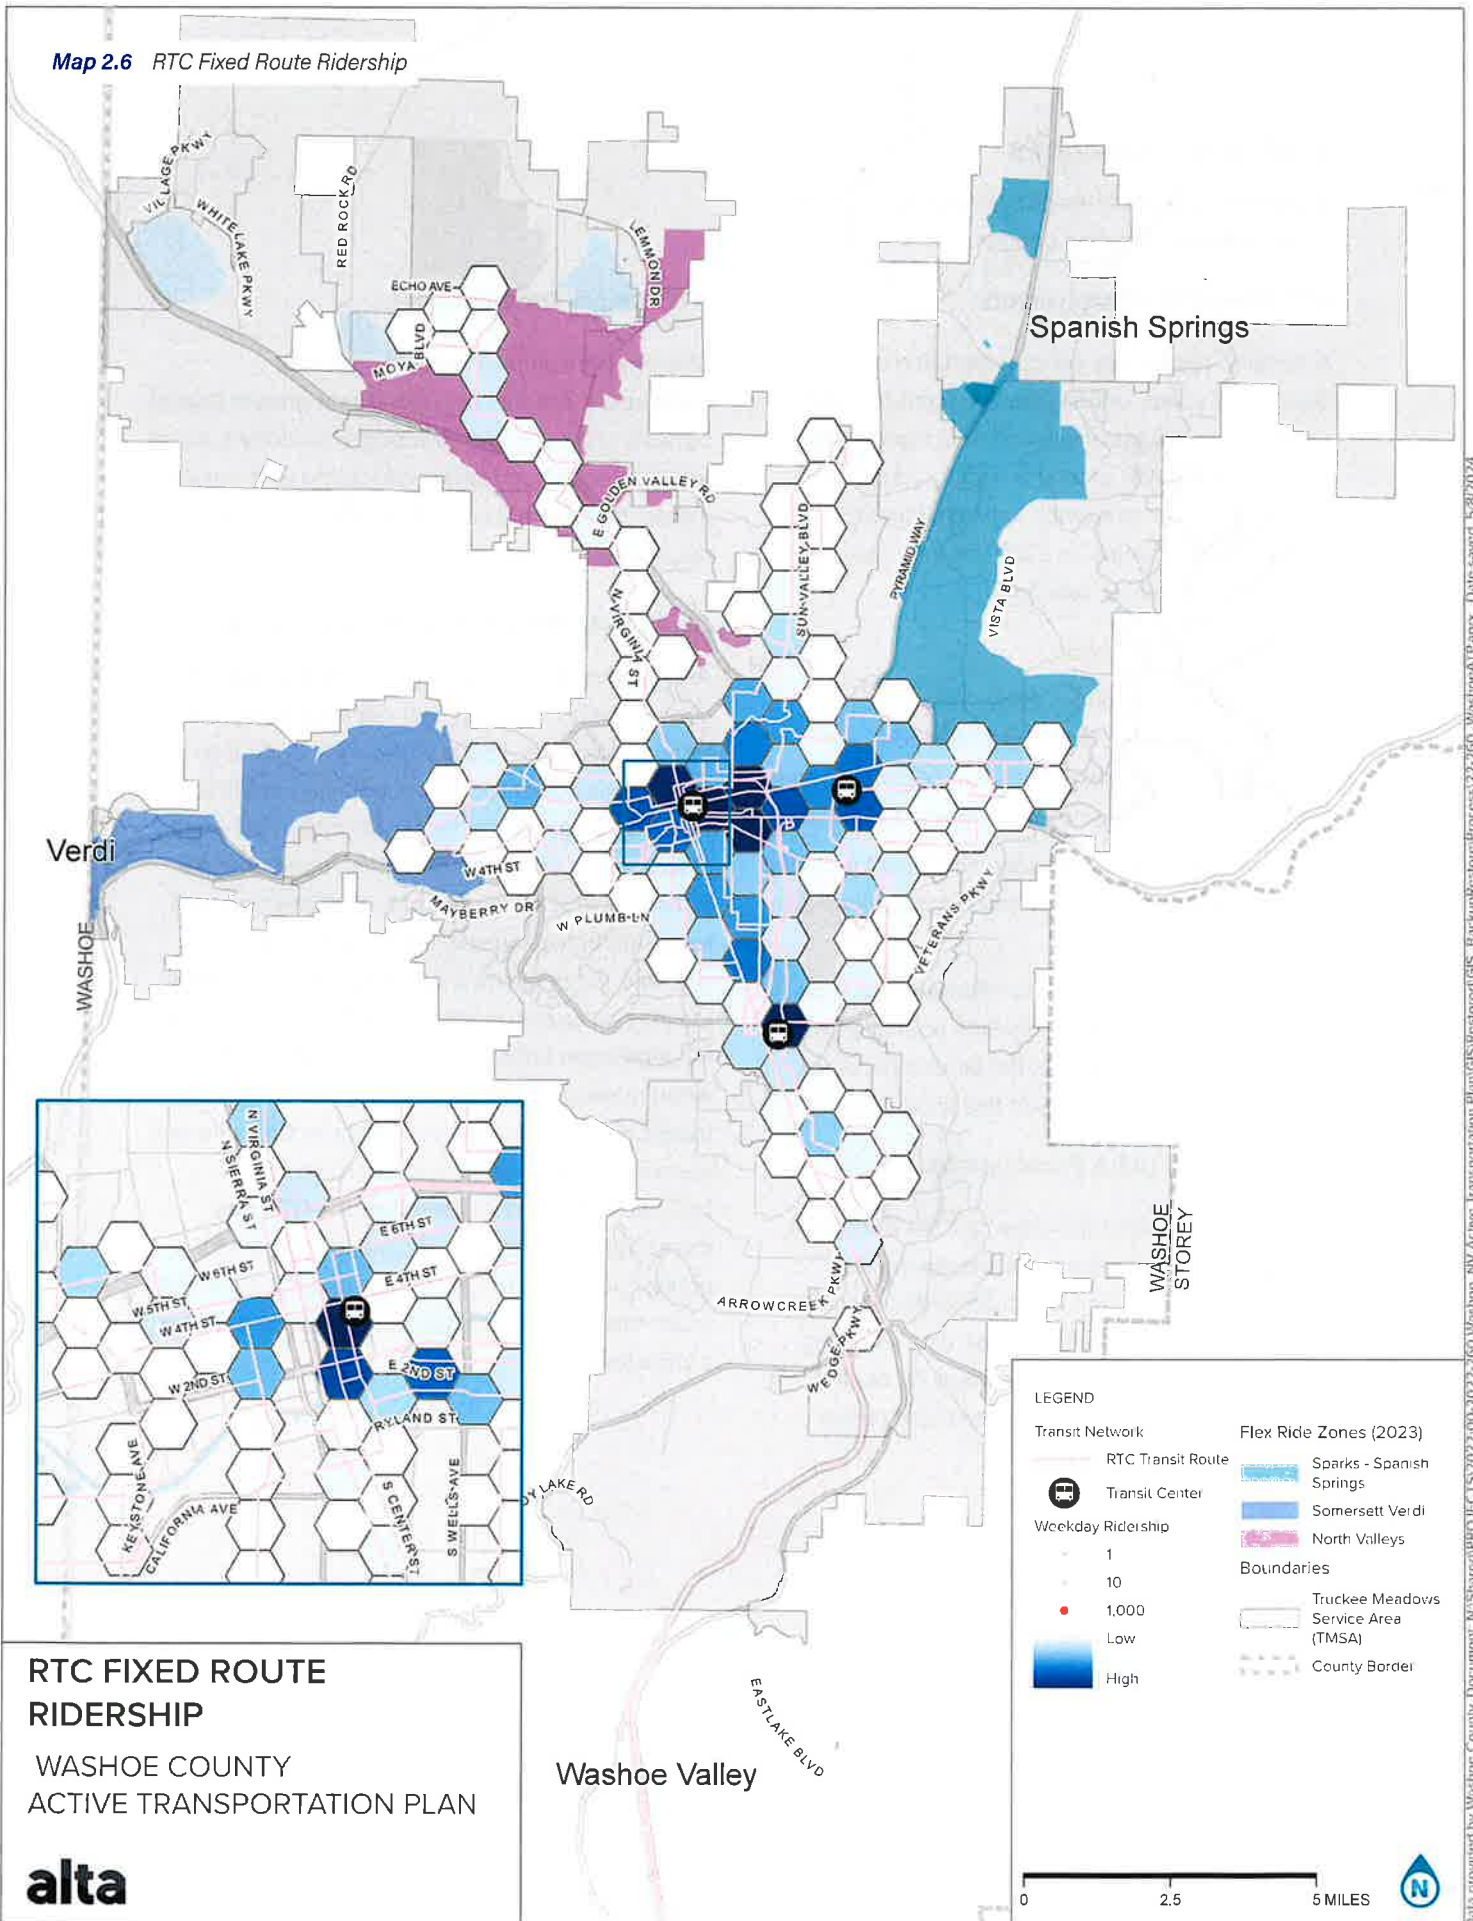 Map 2.6 RTC Fixed Route Ridership
VILLAGE PKWY
WHITE LAKE PKWY
RED ROCK RD
LEMMON DR
ECHO AVE
MOYA BLVD
Spanish Springs
E GOLDEN VALLEY RD
SUN VALLEY BLVD
PYRAMID WAY
VISTA BLVD
N VIRGINIA ST
Verdi
W 4TH ST
MAYBERRY DR
W PLUMB LN
VETERANS PKWY
WASHOE
N VIRGINIA ST
N SIERRA ST
E 6TH ST
W 6TH ST
E 4TH ST
W 5TH ST
W 4TH ST
W 2ND ST
E 2ND ST
RYLAND ST
KEYSTONE AVE
CALIFORNIA AVE
S CENTER ST
S WELLS AVE
WASHOE
STOREY
ARROWCREEK PKWY
WEDGE PKWY
OY LAKE RD
EASTLAKE BLVD
Washoe Valley
LEGEND
Transit Network
RTC Transit Route
Transit Center
Weekday Ridership
1
10
1,000
Low
High
Flex Ride Zones (2023)
Sparks - Spanish
Springs
Somersett Verdi
North Valleys
Boundaries
Truckee Meadows
Service Area
(TMSA)
County Border
0 2.5 5 MILES
N
RTC FIXED ROUTE
RIDERSHIP
WASHOE COUNTY
ACTIVE TRANSPORTATION PLAN
alta